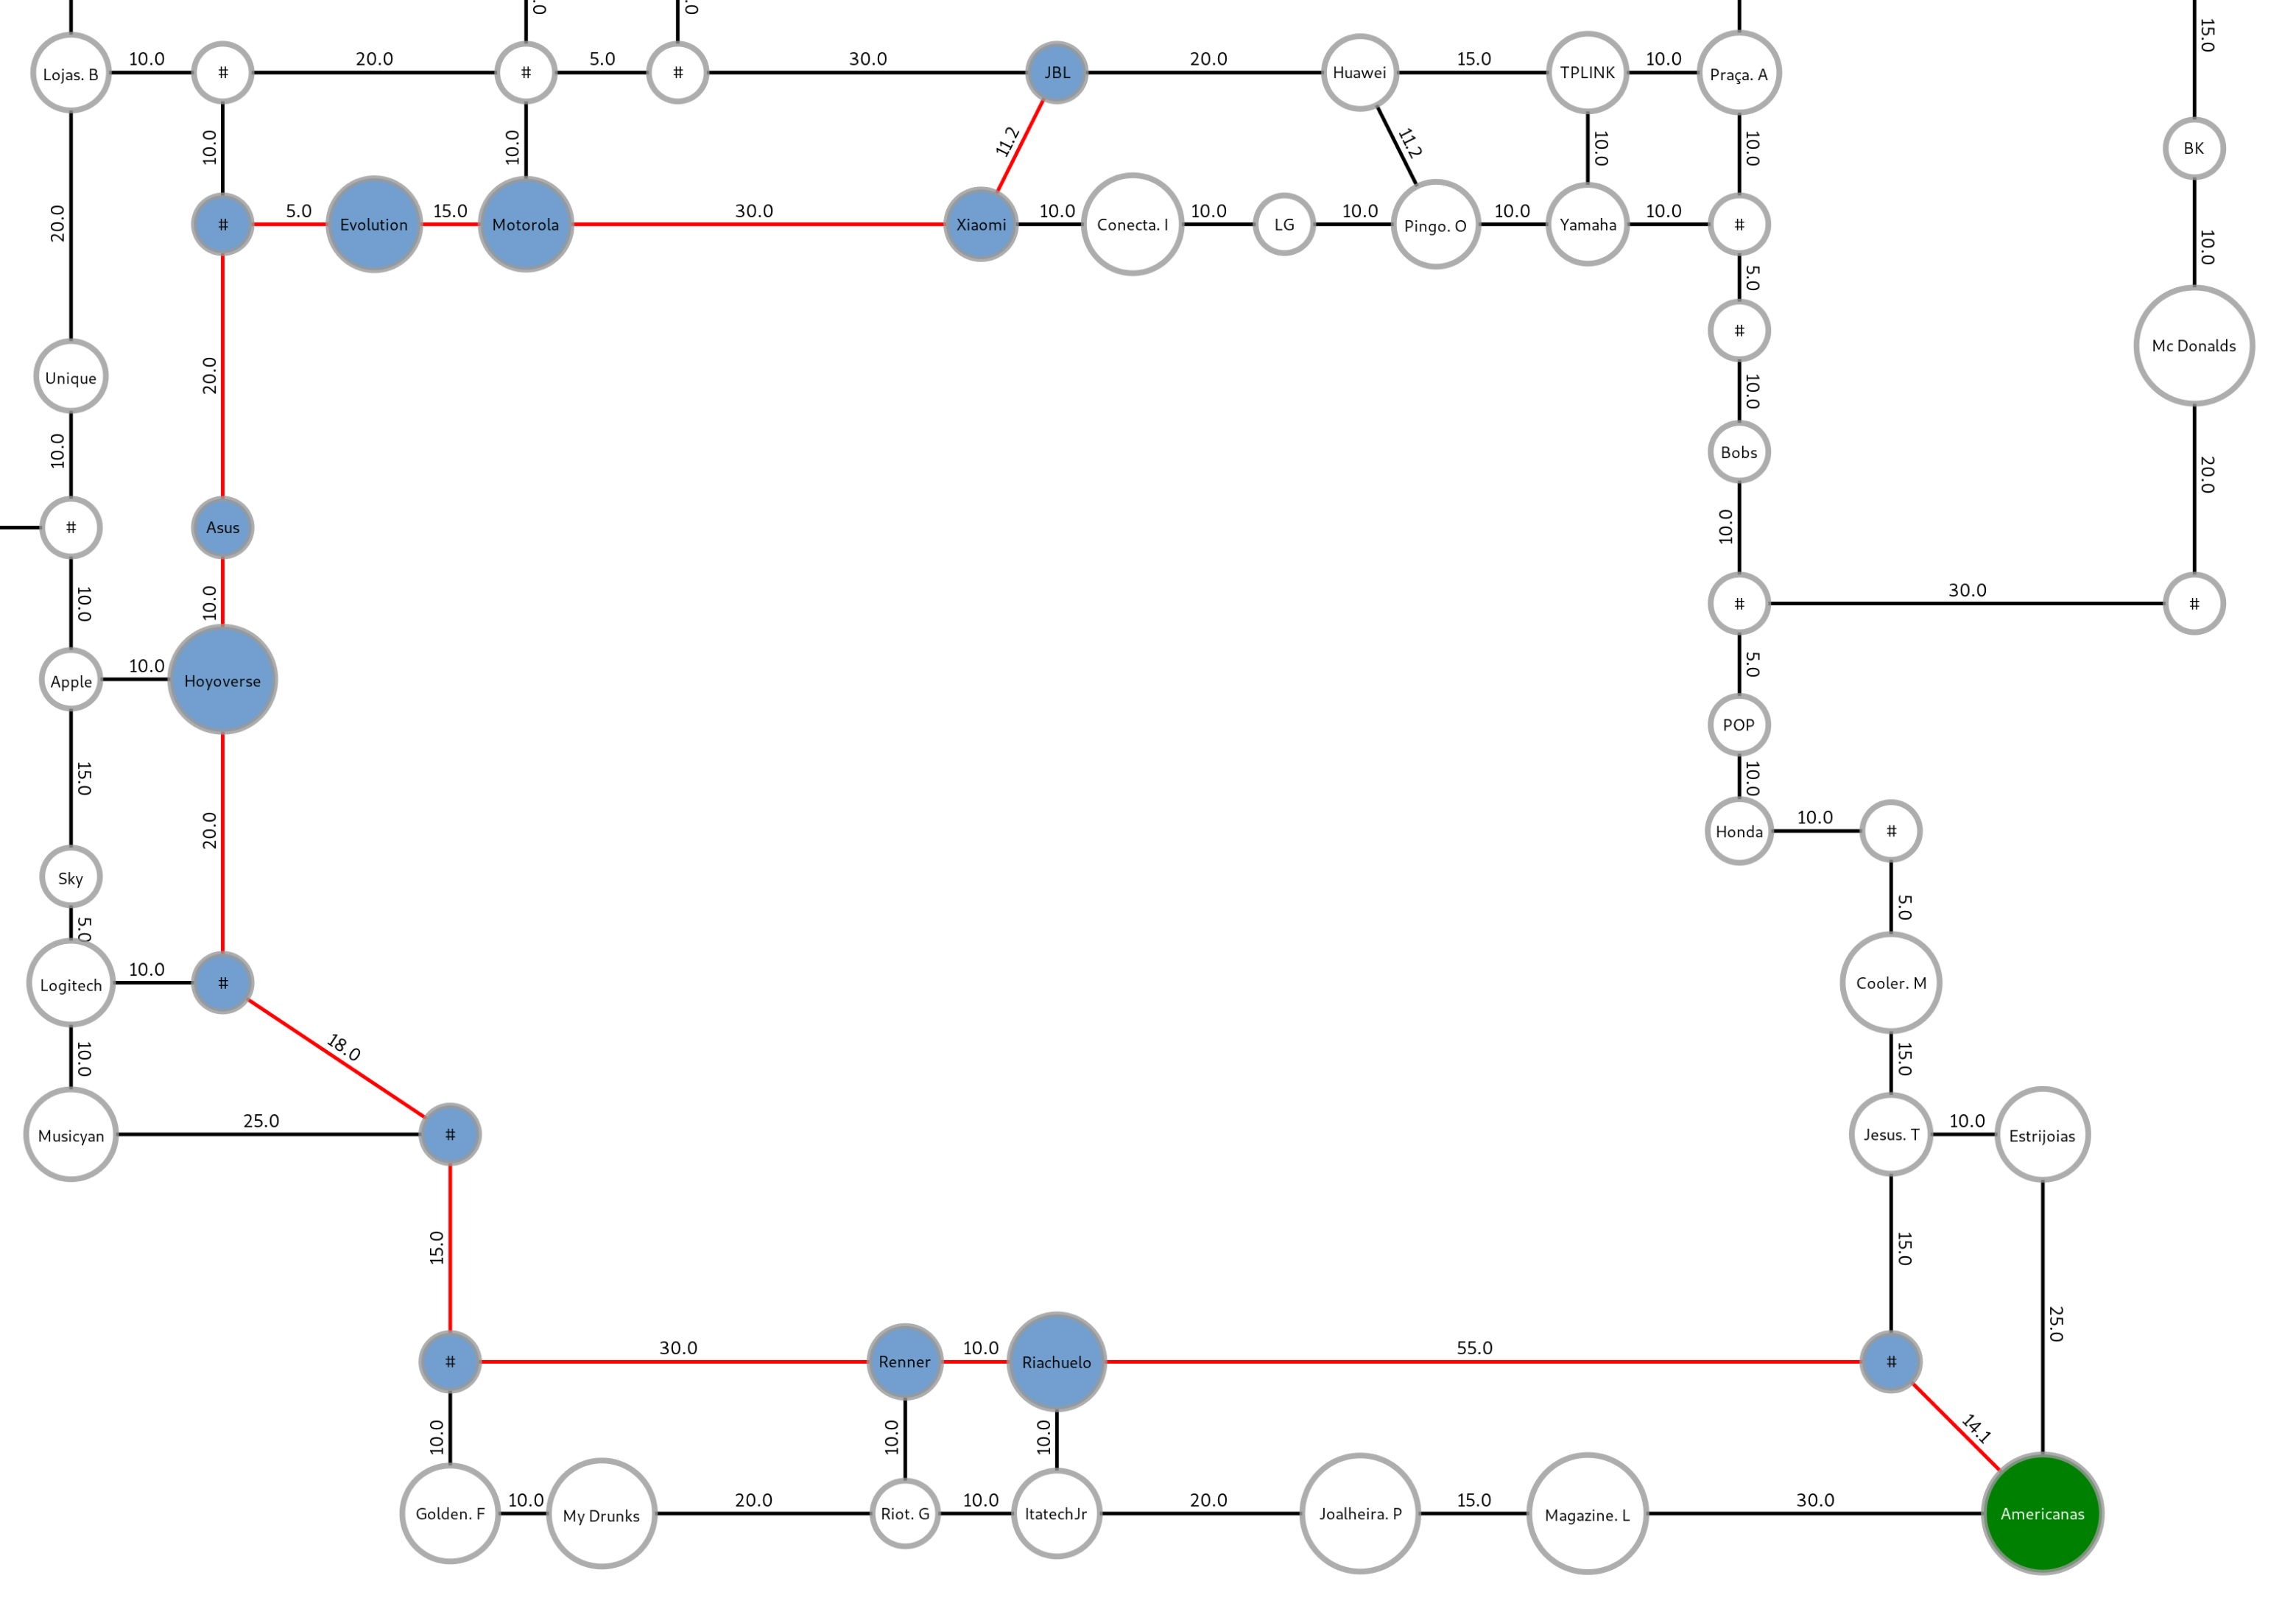 .0
.0
15.0
Lojas. B
10.0
#
20.0
#
5.0
#
30.0
JBL
20.0
Huawei
15.0
TPLINK
10.0
Praça. A
10.0
10.0
11.2
11.2
10.0
10.0
BK
20.0
#
5.0
Evolution
15.0
Motorola
30.0
Xiaomi
10.0
Conecta. I
10.0
LG
10.0
Pingo. O
10.0
Yamaha
10.0
#
10.0
5.0
#
Mc Donalds
20.0
Unique
10.0
10.0
Bobs
20.0
#
Asus
10.0
10.0
10.0
#
30.0
#
5.0
Apple
10.0
Hoyoverse
POP
15.0
20.0
10.0
Honda
10.0
#
Sky
5.0
5.0
Logitech
10.0
#
Cooler. M
10.0
18.0
15.0
Musicyan
25.0
#
Jesus. T
10.0
Estrijoias
15.0
15.0
25.0
#
30.0
Renner
10.0
Riachuelo
55.0
#
10.0
10.0
10.0
14.1
Golden. F
10.0
My Drunks
20.0
Riot. G
10.0
ItatechJr
20.0
Joalheira. P
15.0
Magazine. L
30.0
Americanas